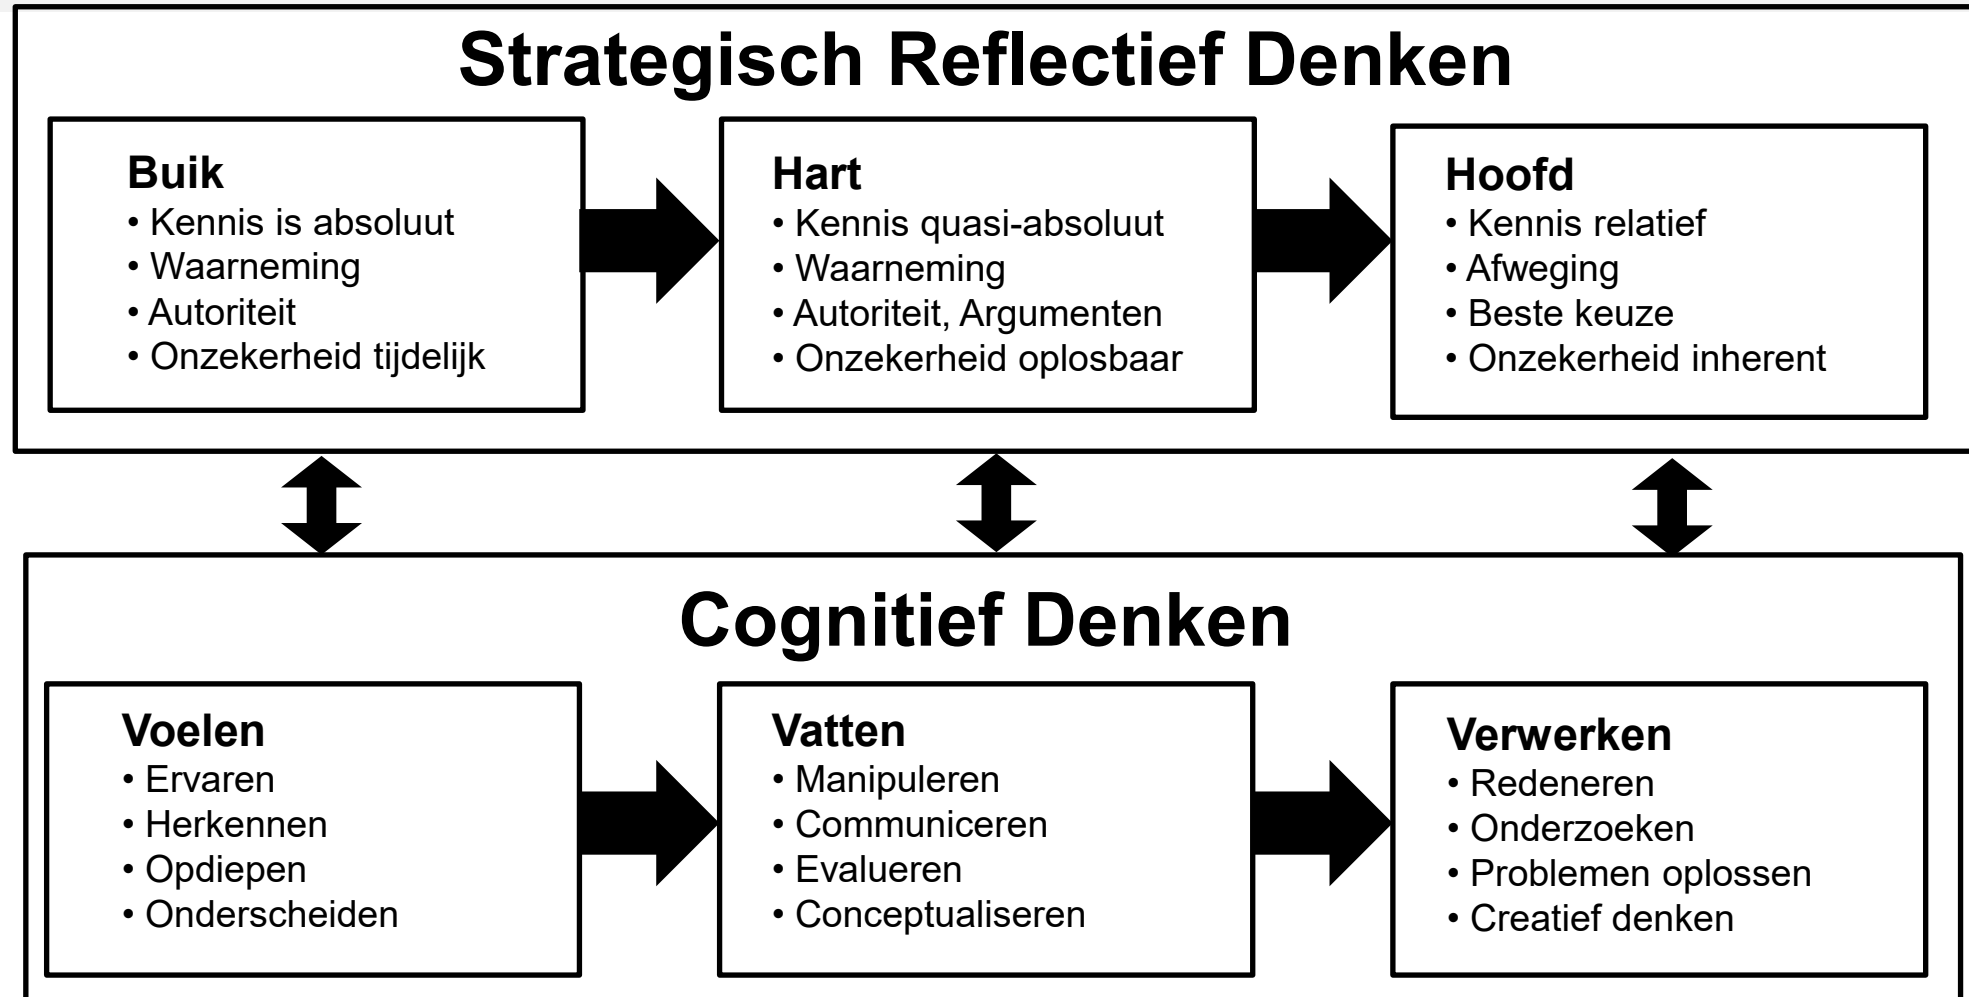 Strategisch Reflectief Denken
Buik
• Kennis is absoluut
• Waarneming
• Autoriteit
• Onzekerheid tijdelijk
Hart
• Kennis quasi-absoluut
• Waarneming
• Autoriteit, Argumenten
• Onzekerheid oplosbaar
Hoofd
• Kennis relatief
• Afweging
• Beste keuze
• Onzekerheid inherent
Cognitief Denken
Voelen
• Ervaren
• Herkennen
• Opdiepen
• Onderscheiden
Vatten
• Manipuleren
• Communiceren
• Evalueren
• Conceptualiseren
Verwerken
• Redeneren
• Onderzoeken
• Problemen oplossen
• Creatief denken